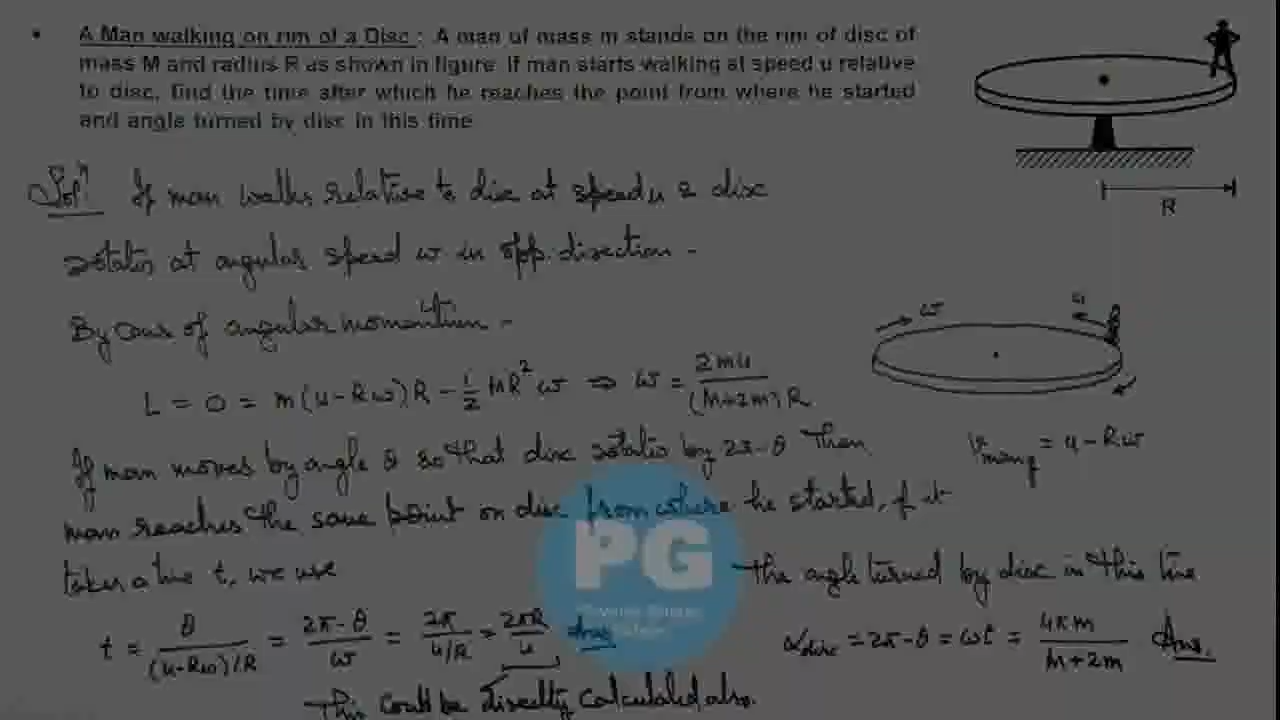 • A Man walking on rim of a Disc : A man of mass m stands on the rim of disc of
mass M and radius R as shown in figure. If man starts walking at speed u relative
to disc, find the time after which he reaches the point from where he started
and angle turned by disc in this time.
R
Solⁿ If man walks relative to disc at speed u & disc
rotates at angular speed ω in opp. direction -
By cons of angular momentum -
L = 0 = m(u-Rω)R - 1/2 MR² ω ⇒ ω = 2mu/(M+2m)R
ω
u
v_man = u - Rω
If man moves by angle θ so that disc rotates by 2π-θ then
man reaches the same point on disc from where he started, if it
takes a time t, we use
t = θ/((u-Rω)/R) = (2π-θ)/ω = 2π/(u/R) = 2πR/u Ans
This could be directly calculated also.
PG
The angle turned by disc in this time
α_disc = 2π-θ = ωt = 4πm/(M+2m) Ans.